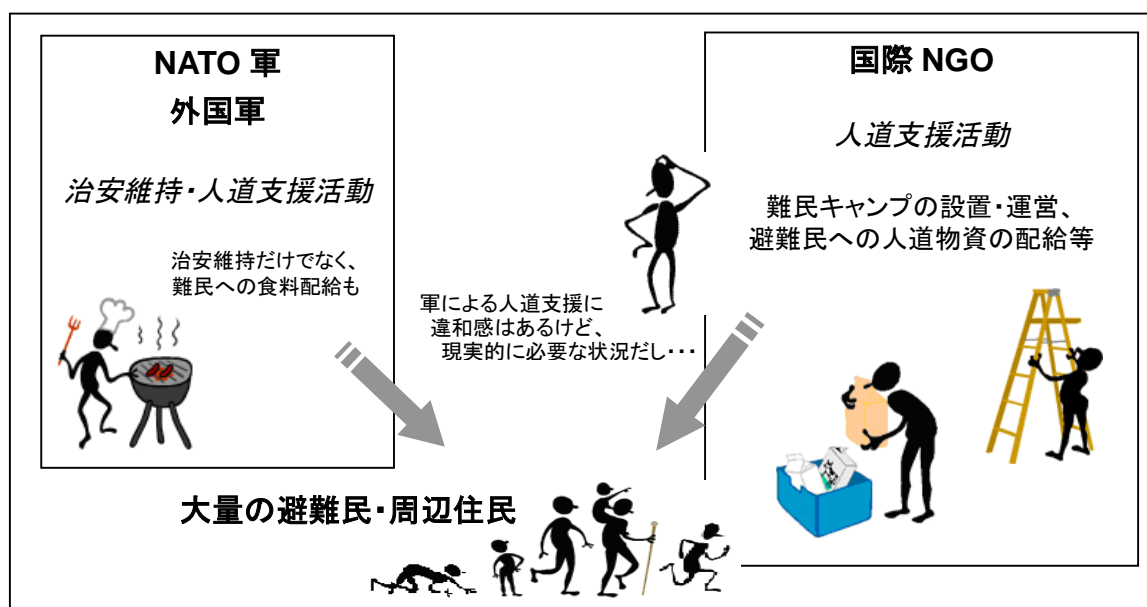 NATO 軍
外国軍
治安維持・人道支援活動
治安維持だけでなく、
難民への食料配給も
国際 NGO
人道支援活動
難民キャンプの設置・運営、
避難民への人道物資の配給等
軍による人道支援に
違和感はあるけど、
現実的に必要な状況だし・・・
大量の避難民・周辺住民